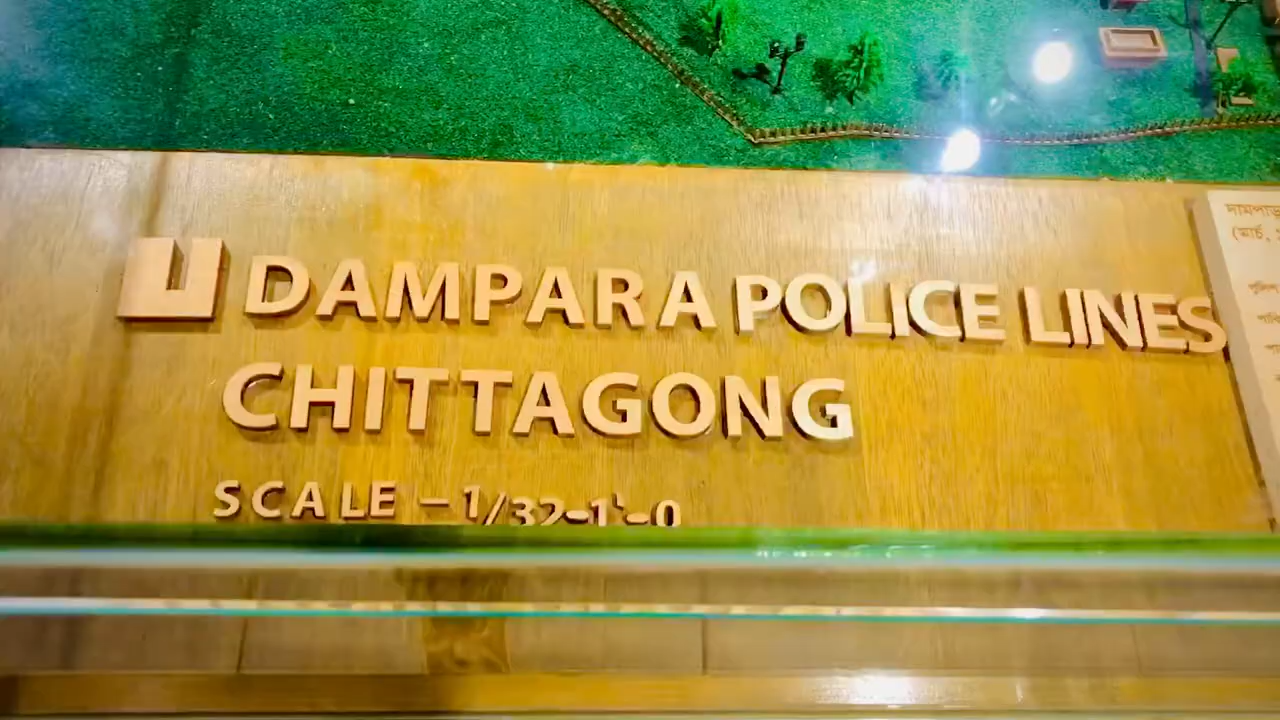 DAMPARA POLICE LINES
CHITTAGONG
SCALE – 1/32-1'-0
(মার্চ,